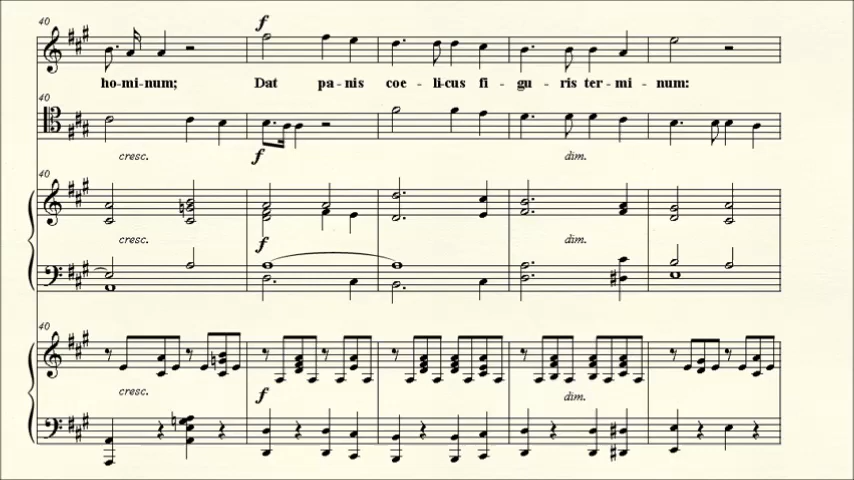 40
f
ho-mi-num; Dat pa-nis coe-li-cus fi-gu-ris ter-mi-num:
40
cresc. f dim.
40
cresc. f dim.
40
cresc. f dim.